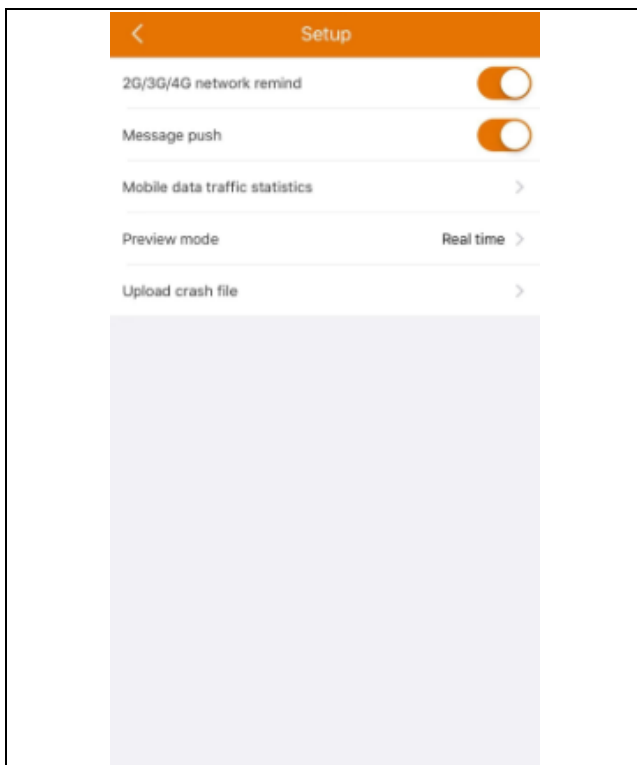 Setup
2G/3G/4G network remind
Message push
Mobile data traffic statistics
Preview mode Real time
Upload crash file